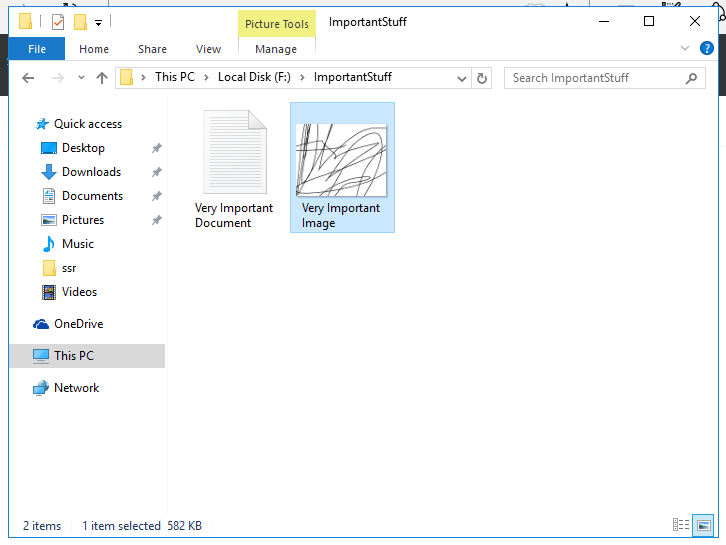 Picture Tools
ImportantStuff
File
Home
Share
View
Manage
This PC
Local Disk (F:)
ImportantStuff
Search ImportantStuff
Quick access
Desktop
Downloads
Documents
Pictures
Music
ssr
Videos
OneDrive
This PC
Network
Very Important
Document
Very Important
Image
2 items
1 item selected 582 KB